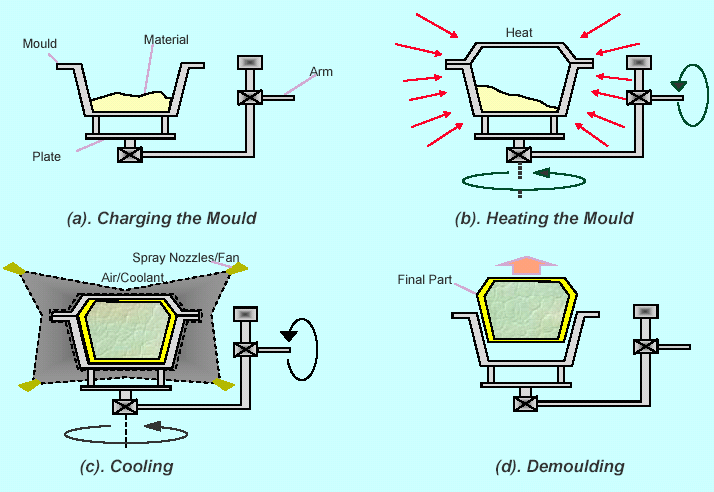 Mould
Material
Arm
Plate
(a). Charging the Mould
Heat
(b). Heating the Mould
Spray Nozzles/Fan
Air/Coolant
(c). Cooling
Final Part
(d). Demoulding